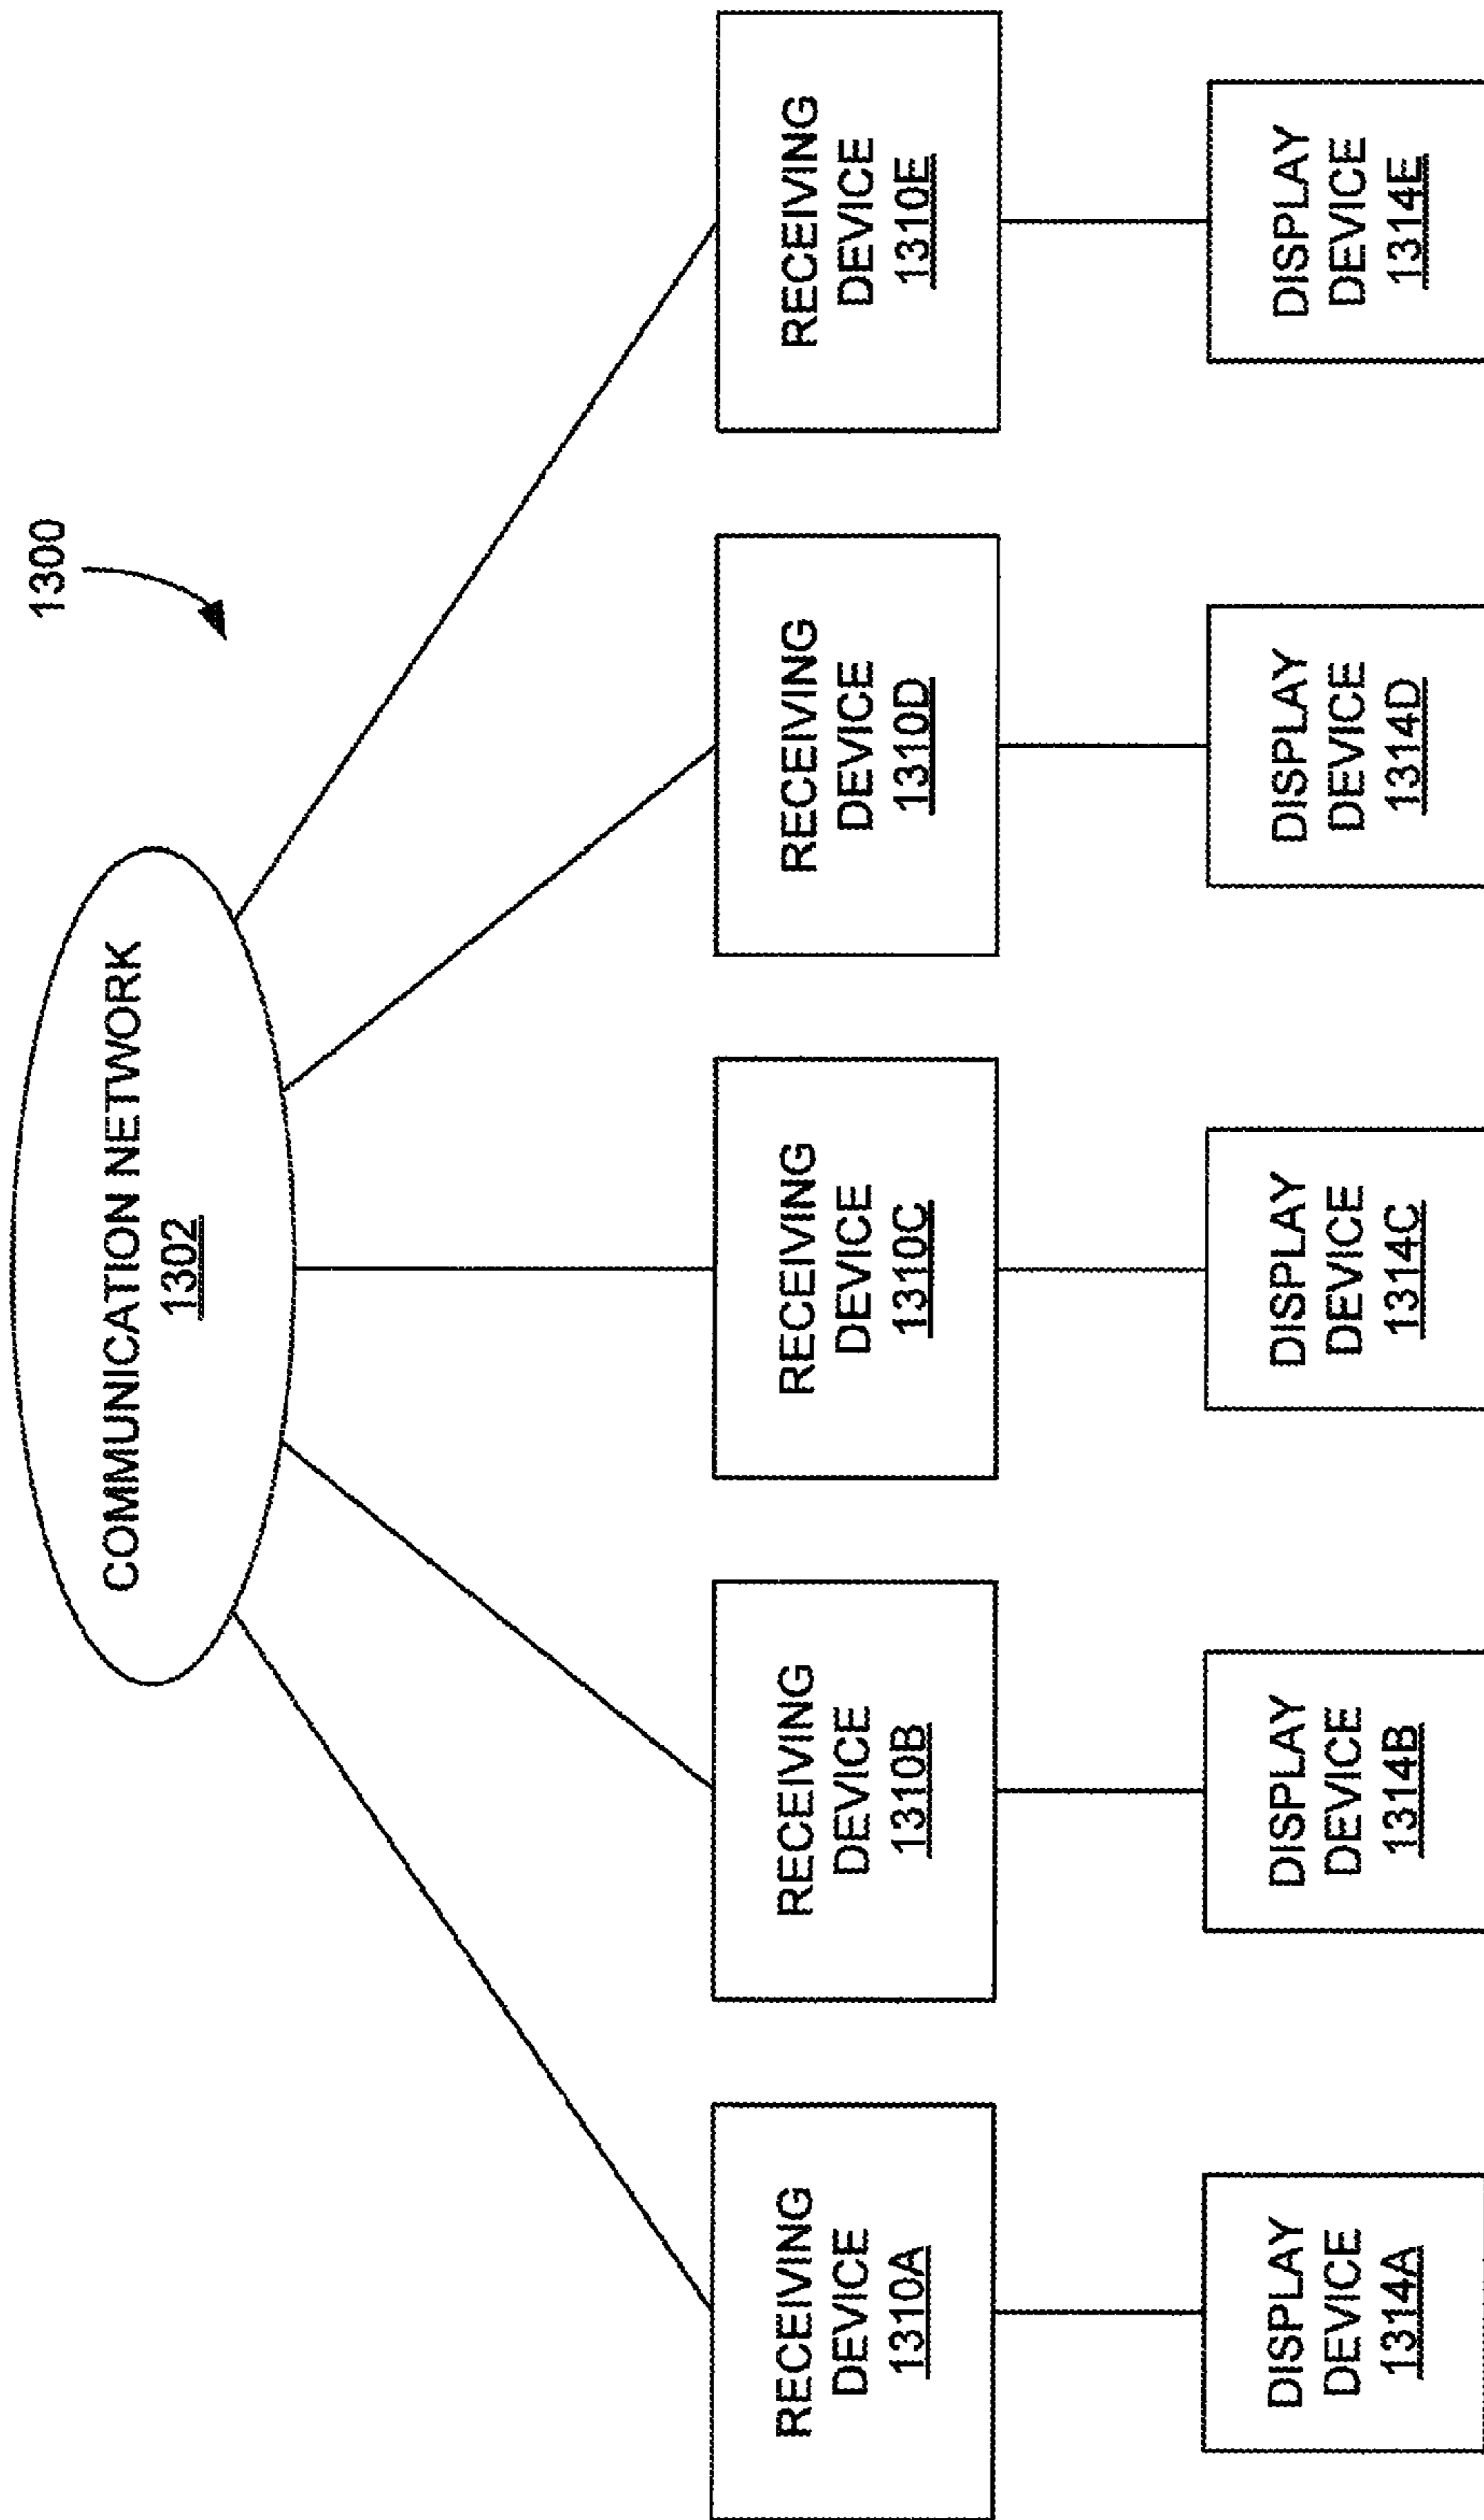 1300
COMMUNICATION NETWORK
1302
RECEIVING
DEVICE
1310A
RECEIVING
DEVICE
1310B
RECEIVING
DEVICE
1310C
RECEIVING
DEVICE
1310D
RECEIVING
DEVICE
1310E
DISPLAY
DEVICE
1314A
DISPLAY
DEVICE
1314B
DISPLAY
DEVICE
1314C
DISPLAY
DEVICE
1314D
DISPLAY
DEVICE
1314E